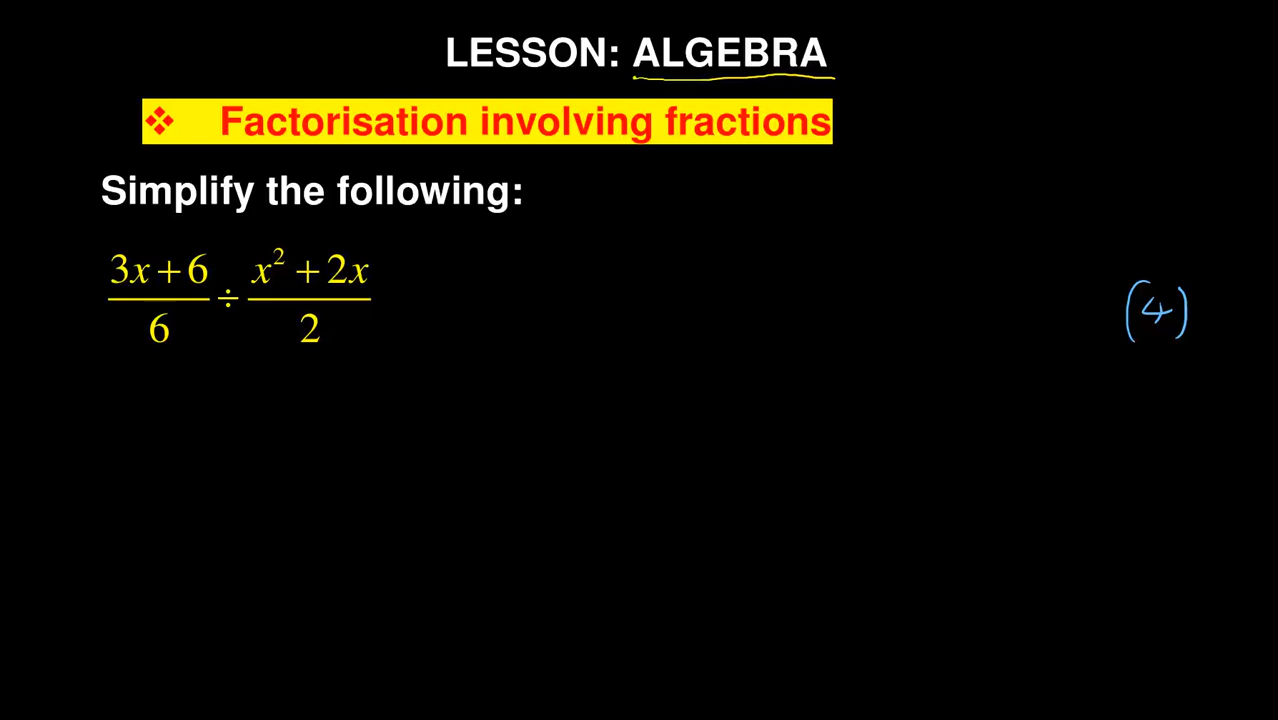 LESSON: ALGEBRA
❖ Factorisation involving fractions
Simplify the following:
(3x+6)/6 ÷ (x²+2x)/2
(4)